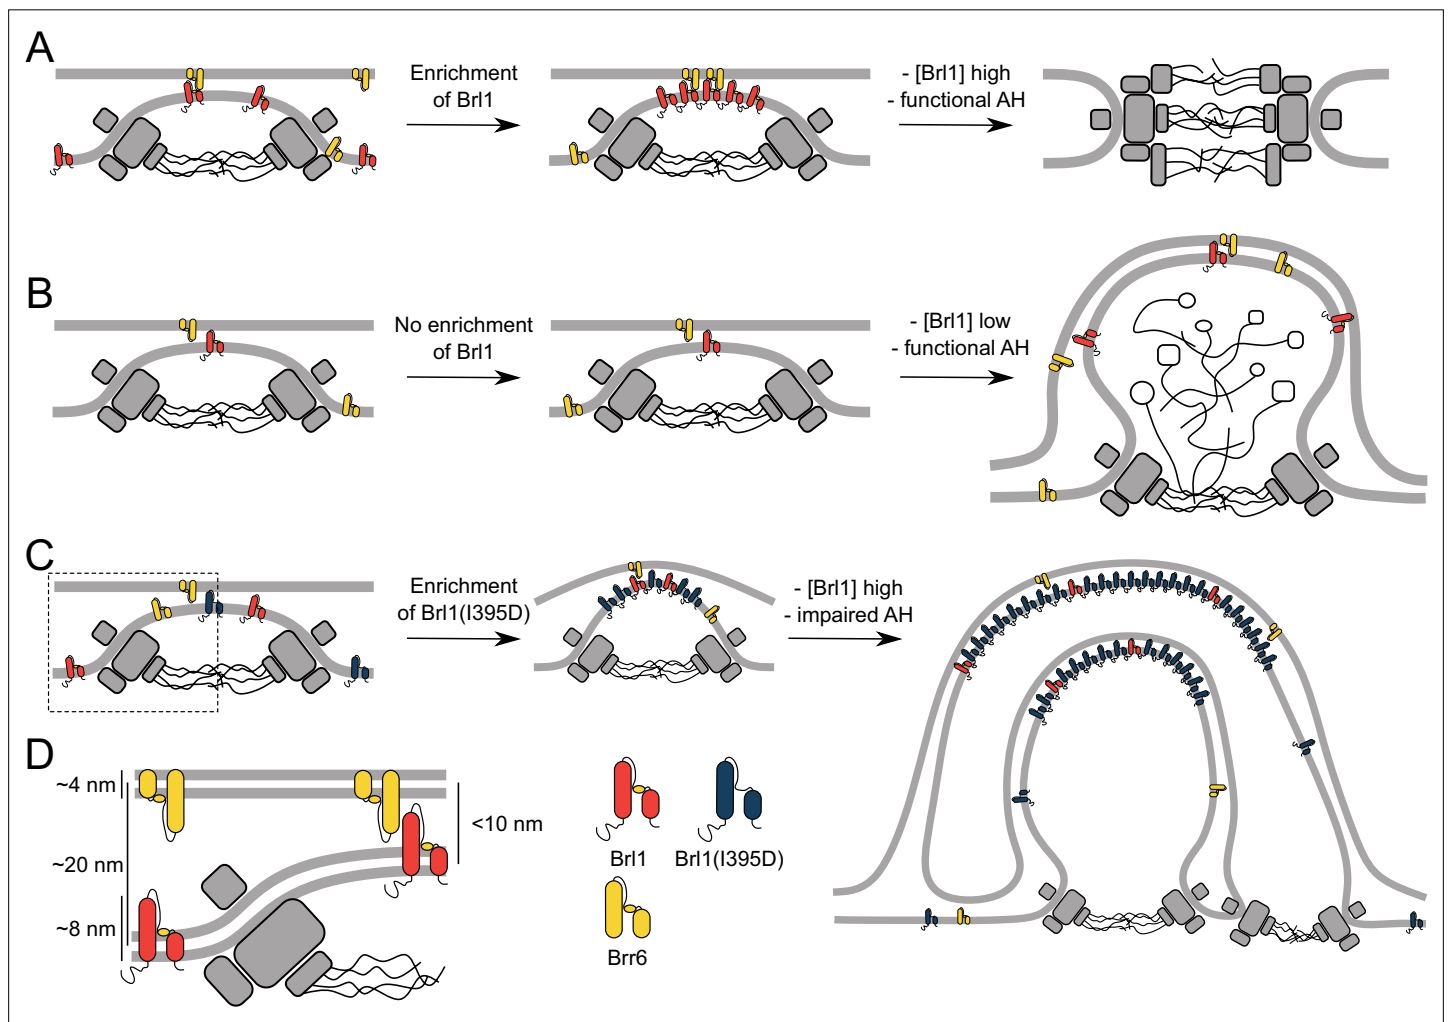 A
Enrichment
of Brl1
- [Brl1] high
- functional AH
B
No enrichment
of Brl1
- [Brl1] low
- functional AH
C
Enrichment
of Brl1(I395D)
- [Brl1] high
- impaired AH
D
~4 nm
~20 nm
~8 nm
<10 nm
Brl1
Brl1(I395D)
Brr6